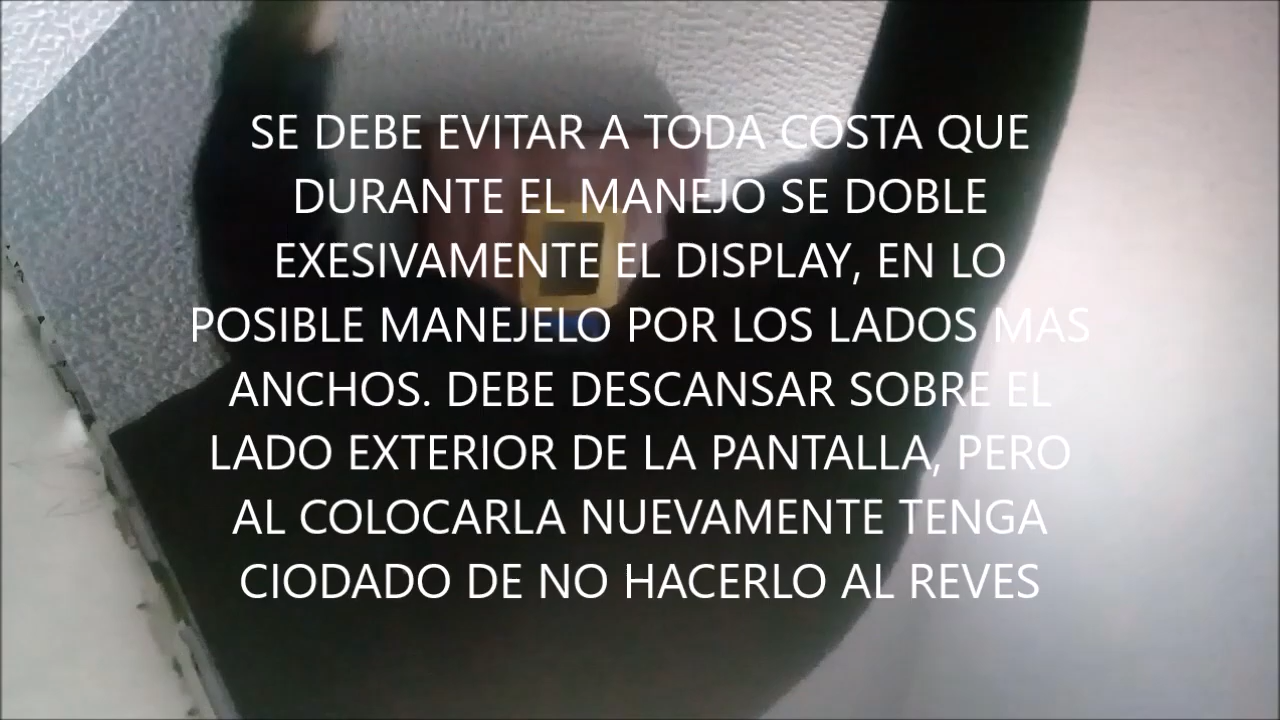 SE DEBE EVITAR A TODA COSTA QUE
DURANTE EL MANEJO SE DOBLE
EXESIVAMENTE EL DISPLAY, EN LO
POSIBLE MANEJELO POR LOS LADOS MAS
ANCHOS. DEBE DESCANSAR SOBRE EL
LADO EXTERIOR DE LA PANTALLA, PERO
AL COLOCARLA NUEVAMENTE TENGA
CIODADO DE NO HACERLO AL REVES